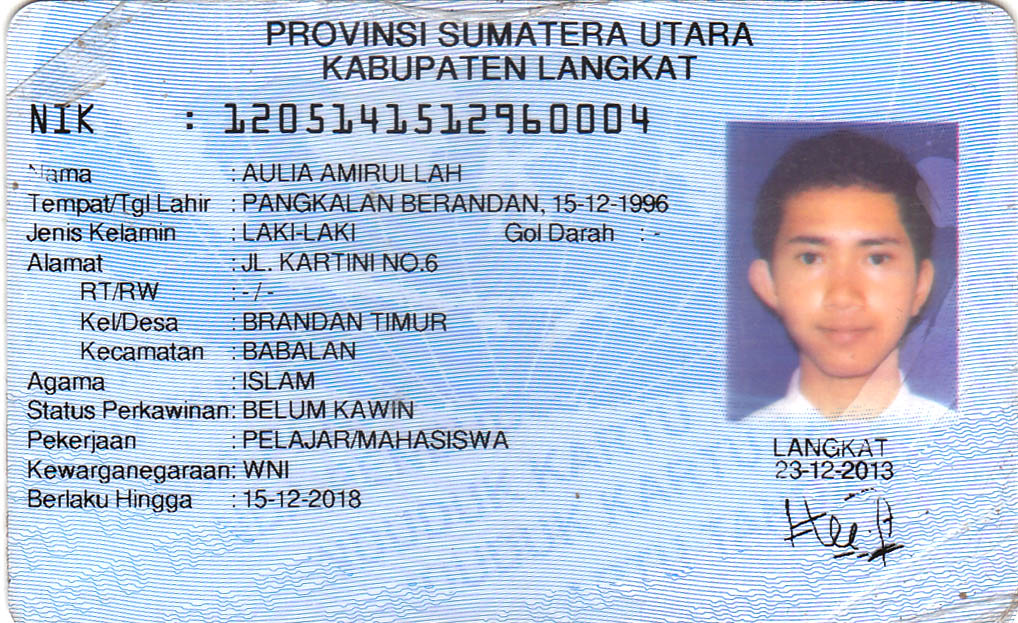 PROVINSI SUMATERA UTARA
KABUPATEN LANGKAT
NIK : 1205141512960004
Nama
: AULIA AMIRULLAH
Tempat/Tgl Lahir : PANGKALAN BERANDAN, 15-12-1996
Jenis Kelamin : LAKI-LAKI Gol Darah : -
Alamat : JL. KARTINI NO.6
RT/RW : - / -
Kel/Desa : BRANDAN TIMUR
Kecamatan : BABALAN
Agama : ISLAM
Status Perkawinan: BELUM KAWIN
Pekerjaan : PELAJAR/MAHASISWA
Kewarganegaraan: WNI
Berlaku Hingga : 15-12-2018
LANGKAT
23-12-2013